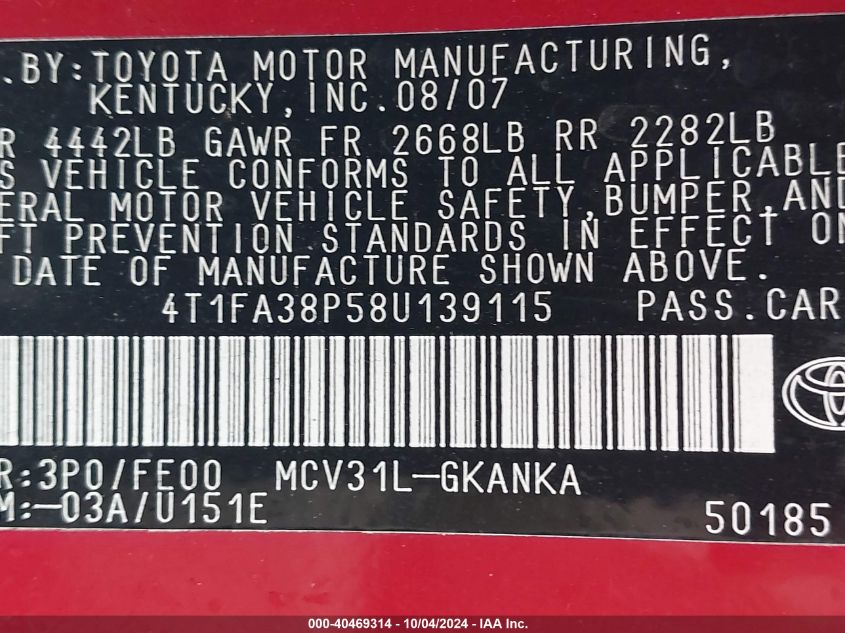 .BY:TOYOTA MOTOR MANUFACTURING,
KENTUCKY, INC. 08/07
R 4442LB GAWR FR 2668LB RR 2282LB
S VEHICLE CONFORMS TO ALL APPLICABLE
ERAL MOTOR VEHICLE SAFETY, BUMPER, AND
FT PREVENTION STANDARDS IN EFFECT ON
DATE OF MANUFACTURE SHOWN ABOVE.
4T1FA38P58U139115 PASS.CAR
R:3P0/FE00 MCV31L-GKANKA
M:-03A/U151E
50185
000-40469314 - 10/04/2024 - IAA Inc.